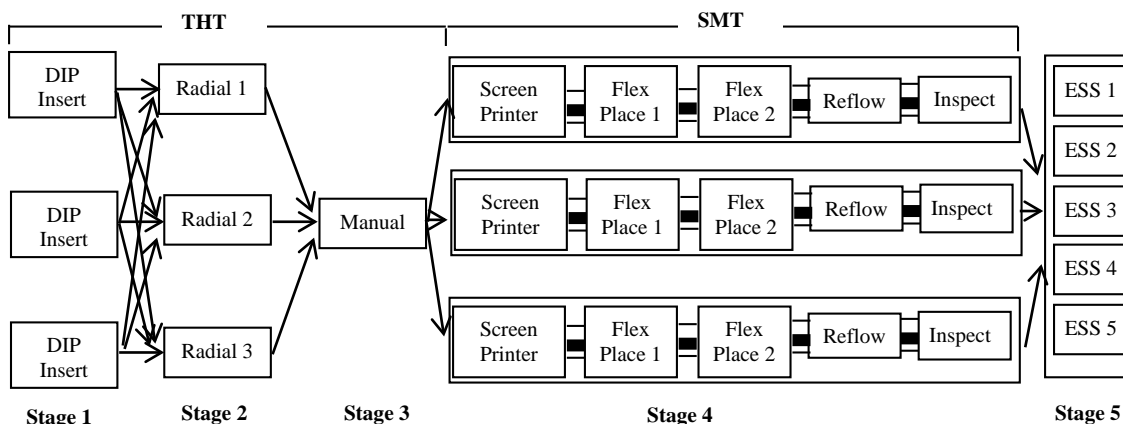 THT
SMT
DIP
Insert
Radial 1
Screen
Printer
Flex
Place 1
Flex
Place 2
Reflow
Inspect
ESS 1
ESS 2
DIP
Insert
Radial 2
Manual
Screen
Printer
Flex
Place 1
Flex
Place 2
Reflow
Inspect
ESS 3
ESS 4
DIP
Insert
Radial 3
Screen
Printer
Flex
Place 1
Flex
Place 2
Reflow
Inspect
ESS 5
Stage 1
Stage 2
Stage 3
Stage 4
Stage 5